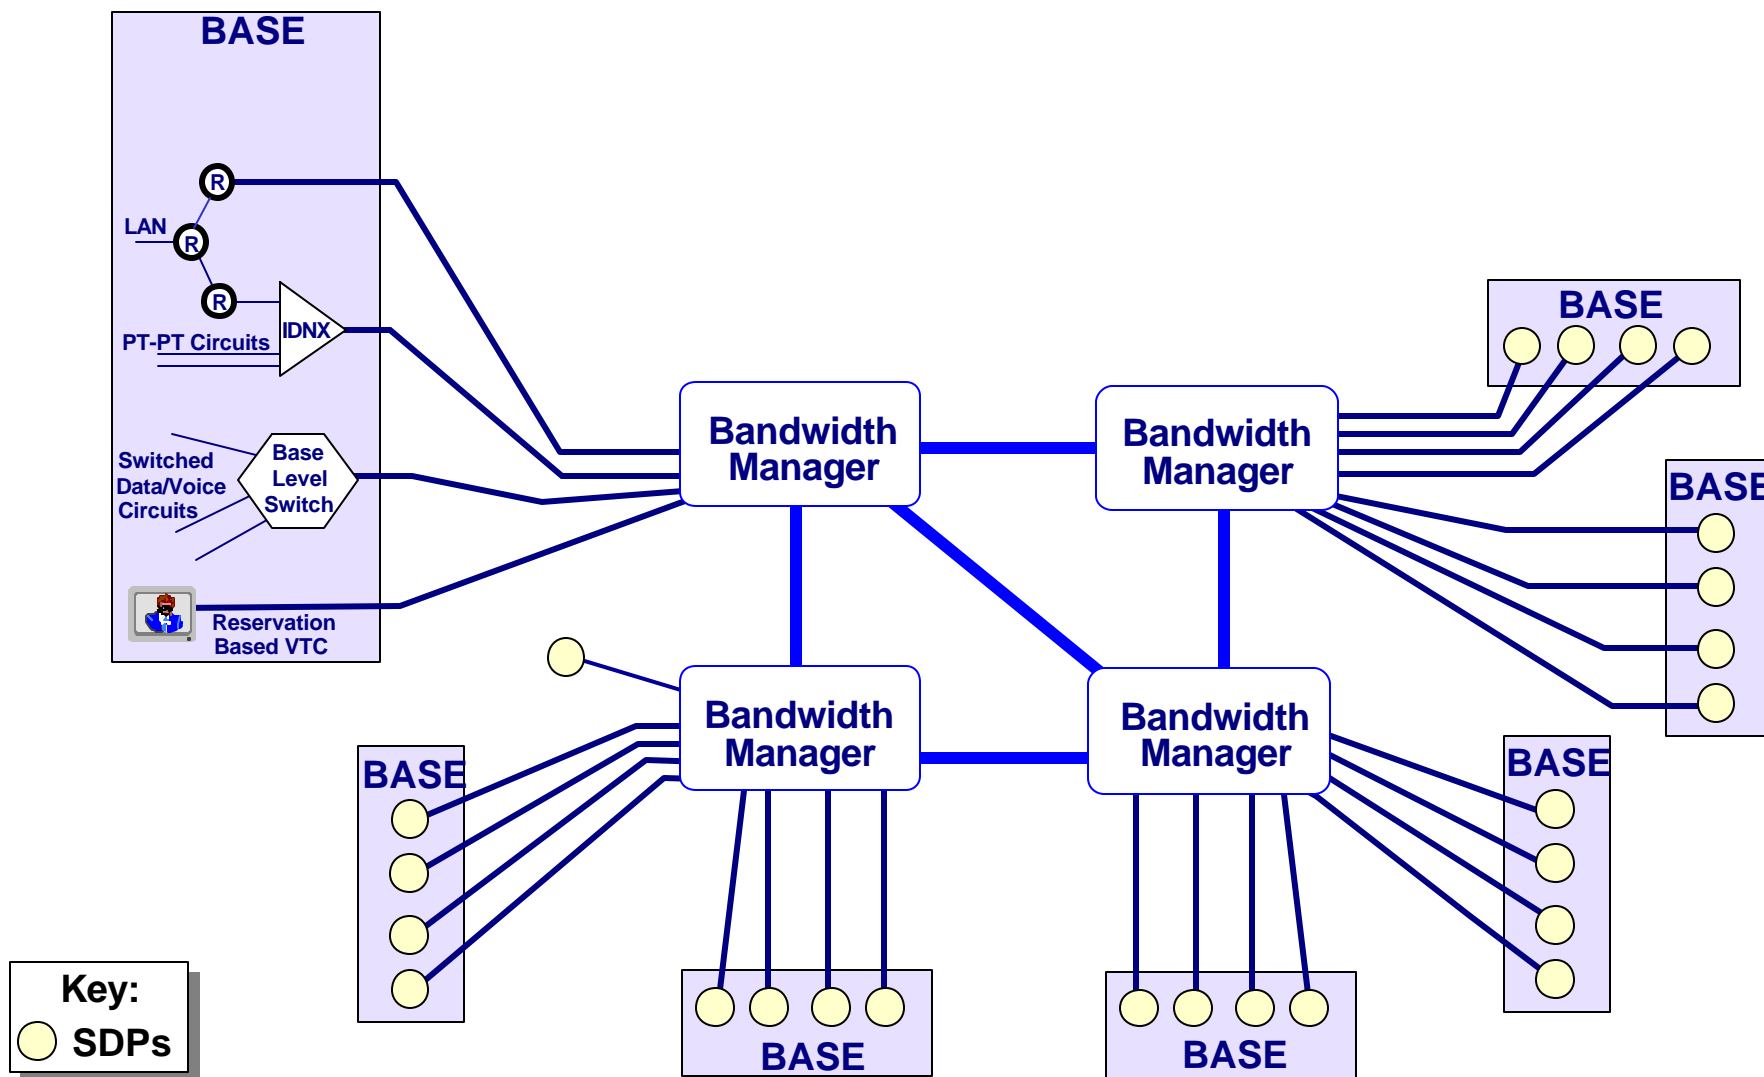 BASE
R
LAN
R
R
IDNX
PT-PT Circuits
Switched
Data/Voice
Circuits
Base
Level
Switch
Reservation
Based VTC
Bandwidth
Manager
Bandwidth
Manager
BASE
BASE
Bandwidth
Manager
Bandwidth
Manager
BASE
BASE
BASE
BASE
Key:
SDPs